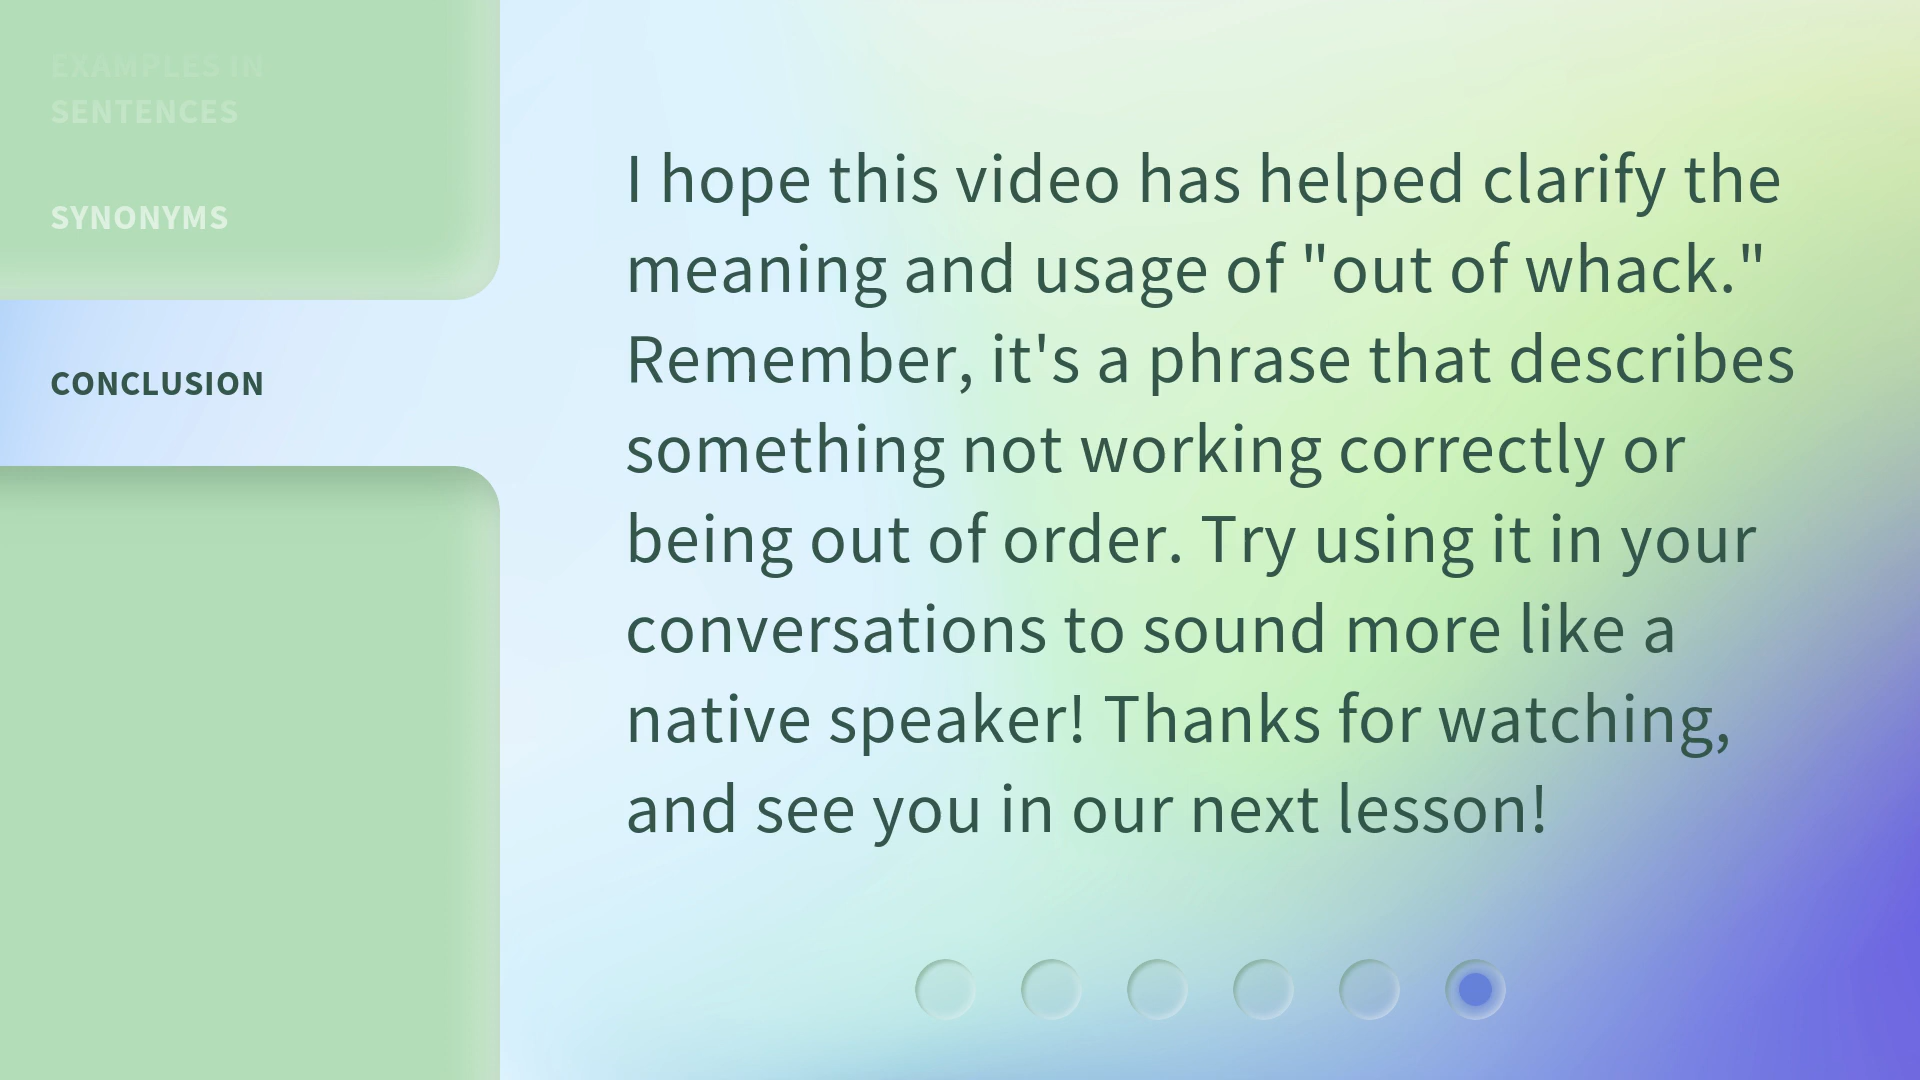 EXAMPLES IN
SENTENCES
SYNONYMS
CONCLUSION
I hope this video has helped clarify the
meaning and usage of "out of whack."
Remember, it's a phrase that describes
something not working correctly or
being out of order. Try using it in your
conversations to sound more like a
native speaker! Thanks for watching,
and see you in our next lesson!